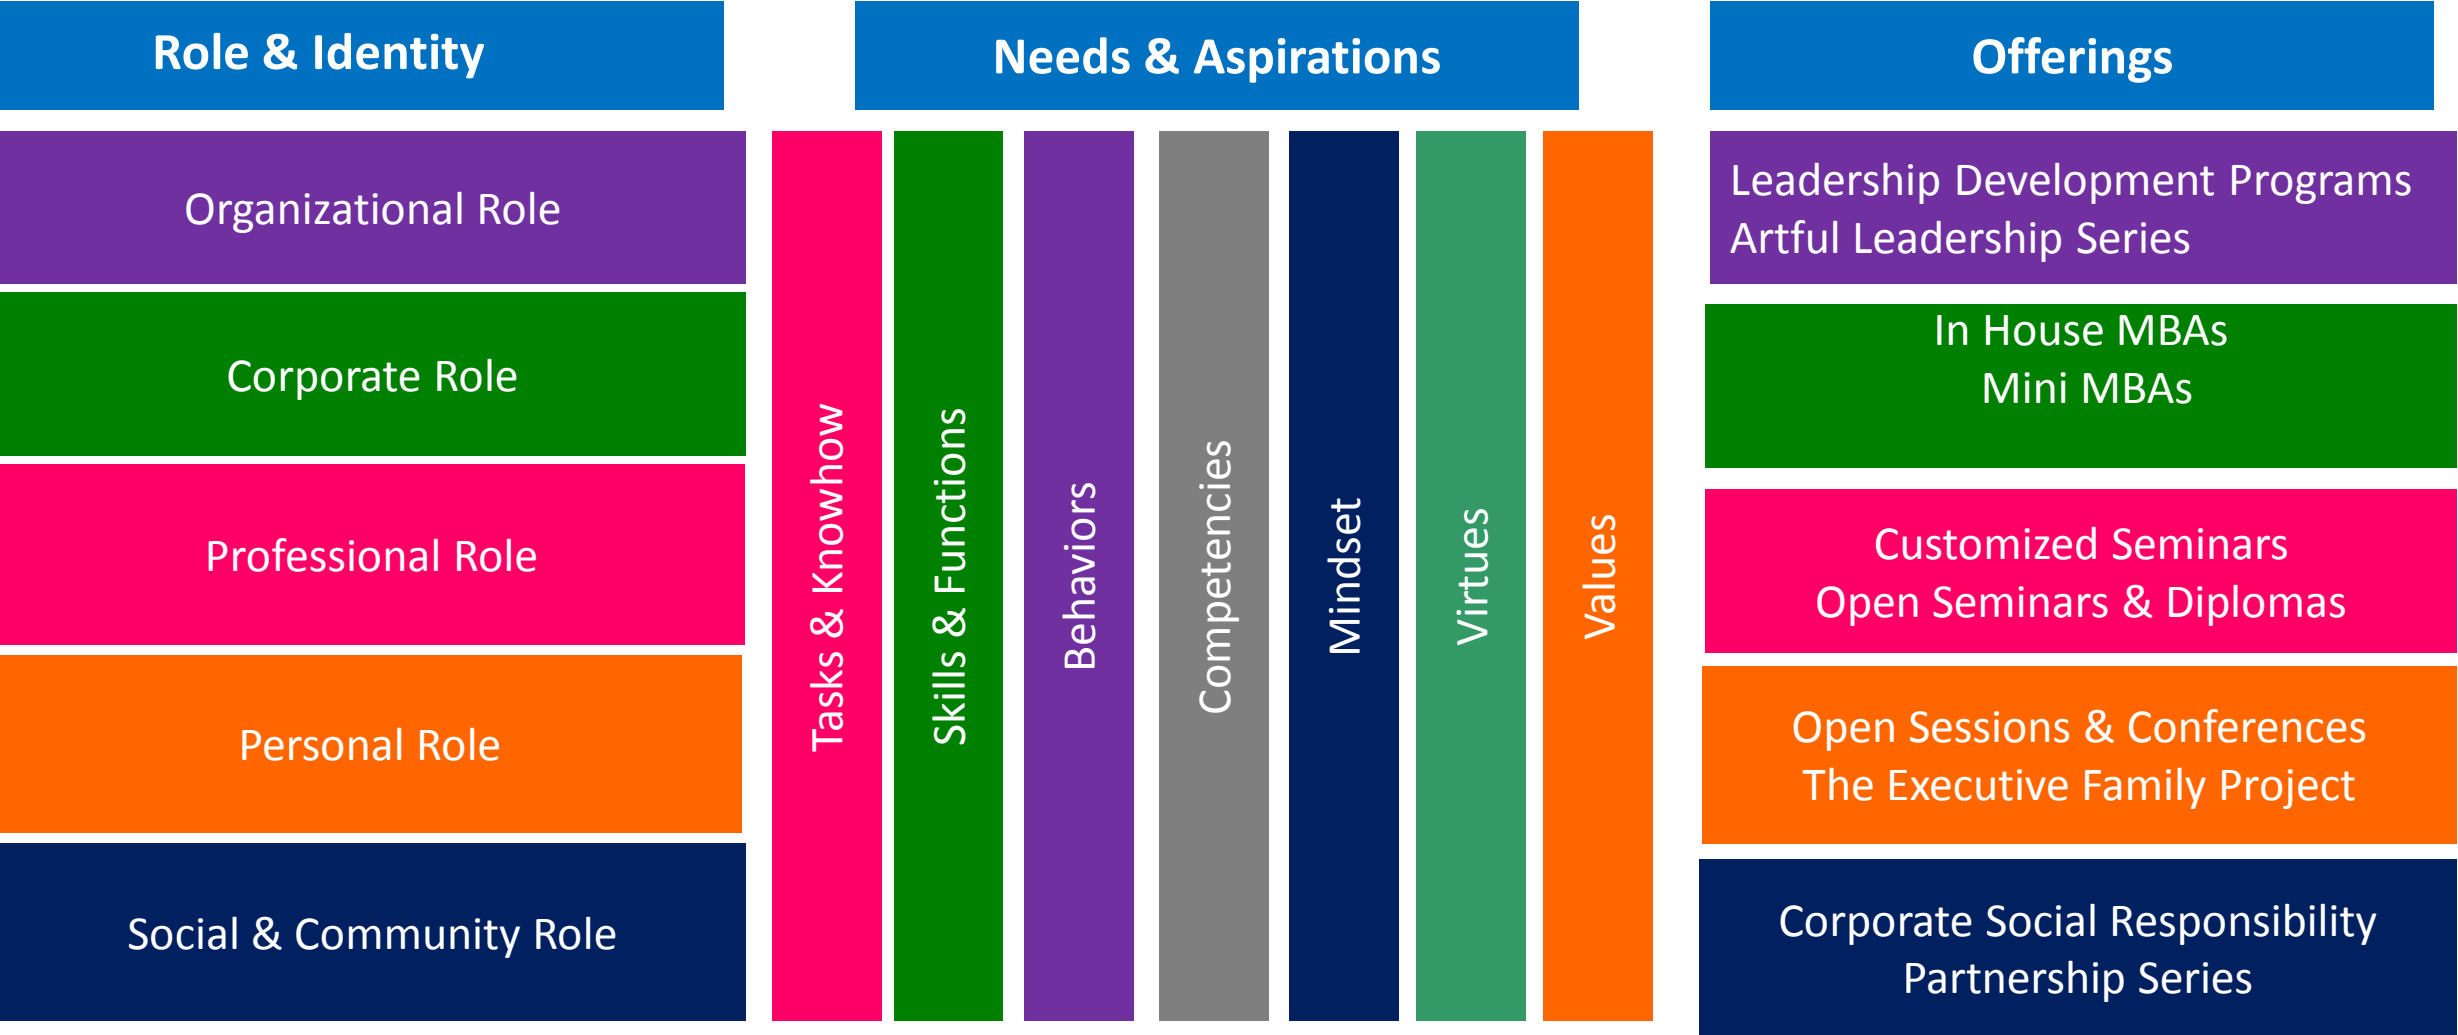 Role & Identity
Needs & Aspirations
Offerings
Organizational Role
Corporate Role
Professional Role
Personal Role
Social & Community Role
Tasks & Knowhow
Skills & Functions
Behaviors
Competencies
Mindset
Virtues
Values
Leadership Development Programs
Artful Leadership Series
In House MBAs
Mini MBAs
Customized Seminars
Open Seminars & Diplomas
Open Sessions & Conferences
The Executive Family Project
Corporate Social Responsibility
Partnership Series